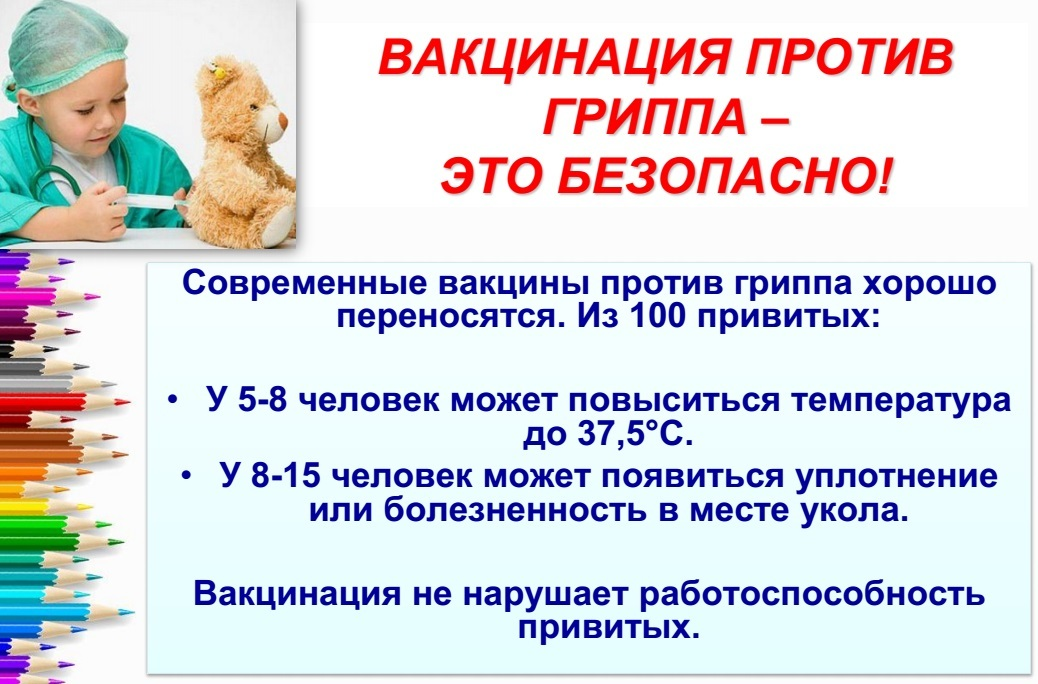 ВАКЦИНАЦИЯ ПРОТИВ
ГРИППА –
ЭТО БЕЗОПАСНО!
Современные вакцины против гриппа хорошо
переносятся. Из 100 привитых:
• У 5-8 человек может повыситься температура
до 37,5°С.
• У 8-15 человек может появиться уплотнение
или болезненность в месте укола.
Вакцинация не нарушает работоспособность
привитых.